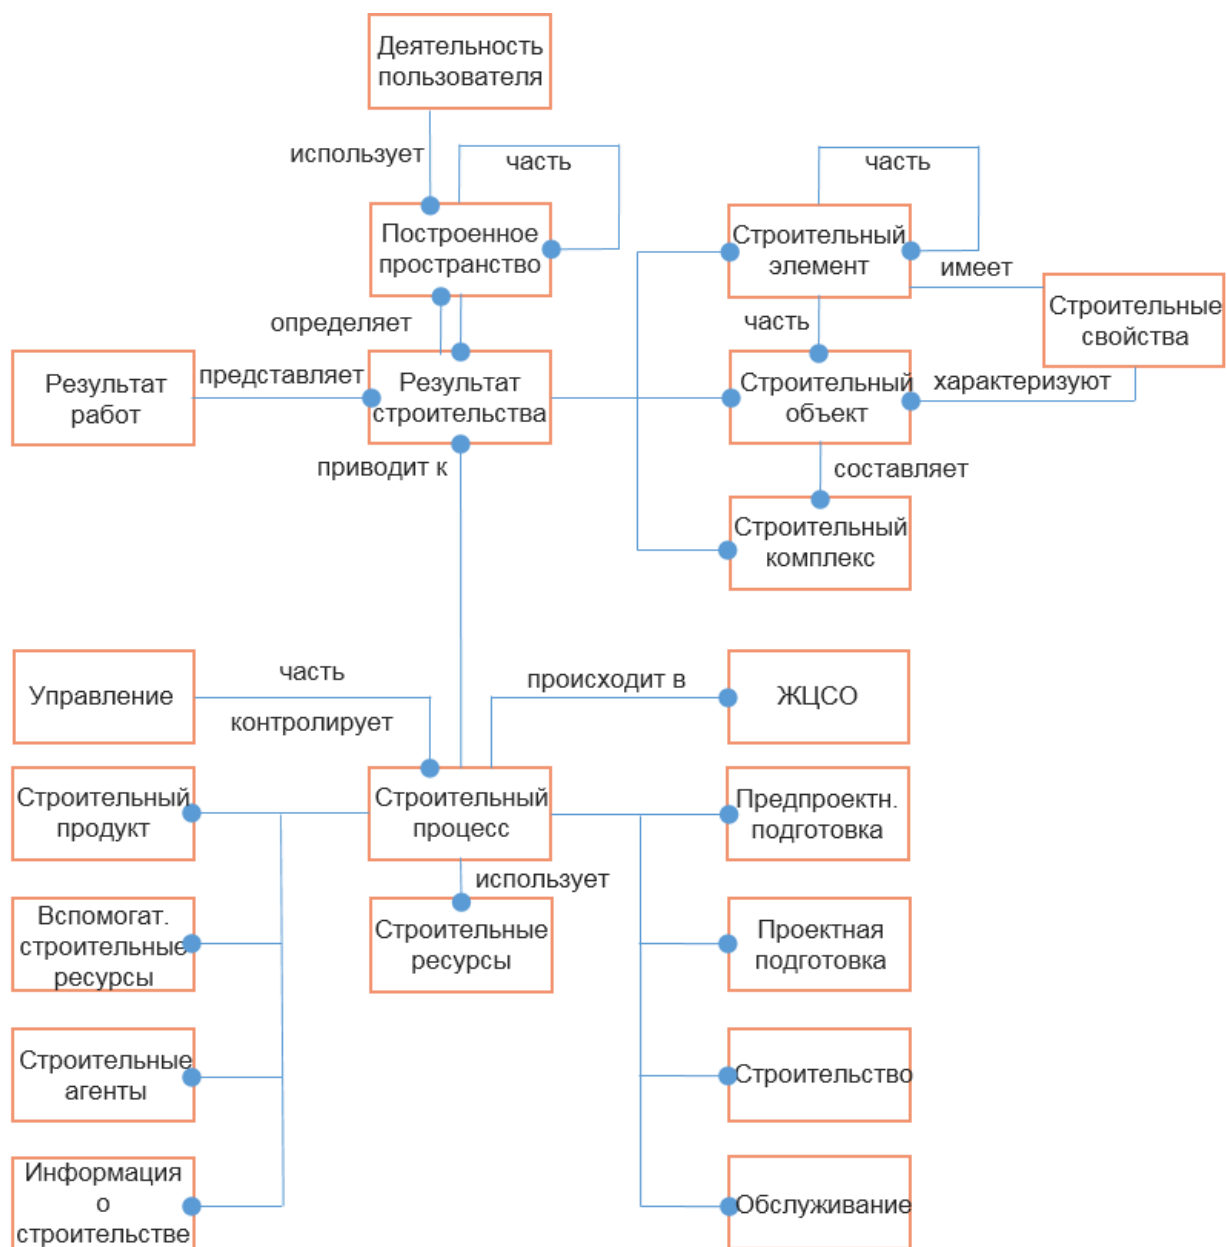 Деятельность
пользователя
использует
часть
часть
Построенное
пространство
Строительный
элемент
имеет
Строительные
свойства
определяет
часть
Результат
работ
представляет
Результат
строительства
Строительный
объект
характеризуют
приводит к
составляет
Строительный
комплекс
Управление
часть
контролирует
происходит в
ЖЦСО
Строительный
продукт
Строительный
процесс
Предпроектн.
подготовка
использует
Вспомогат.
строительные
ресурсы
Строительные
ресурсы
Проектная
подготовка
Строительные
агенты
Строительство
Информация
о
строительстве
Обслуживание